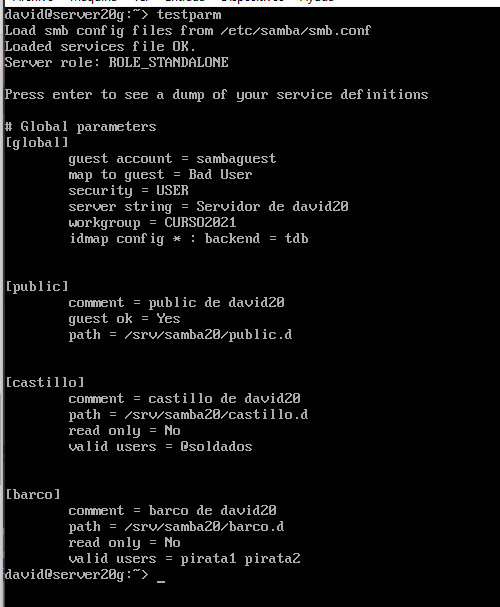 david@server20g:~> testparm
Load smb config files from /etc/samba/smb.conf
Loaded services file OK.
Server role: ROLE_STANDALONE
Press enter to see a dump of your service definitions
# Global parameters
[global]
guest account = sambaguest
map to guest = Bad User
security = USER
server string = Servidor de david20
workgroup = CURSO2021
idmap config * : backend = tdb
[public]
comment = public de david20
guest ok = Yes
path = /srv/samba20/public.d
[castillo]
comment = castillo de david20
path = /srv/samba20/castillo.d
read only = No
valid users = @soldados
[barco]
comment = barco de david20
path = /srv/samba20/barco.d
read only = No
valid users = pirata1 pirata2
david@server20g:~> _